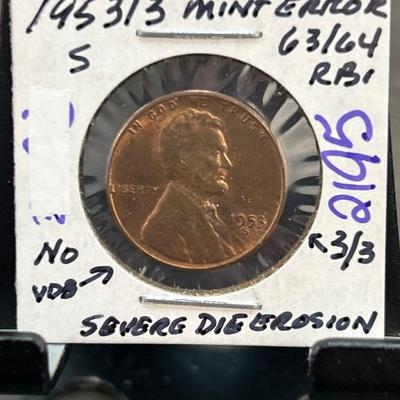 1953/3 MINT ERROR
S 63/64
RB1
IN GOD WE TRUST
LIBERTY
1953
S
2195
NO
VDB
3/3
SEVERE DIE EROSION